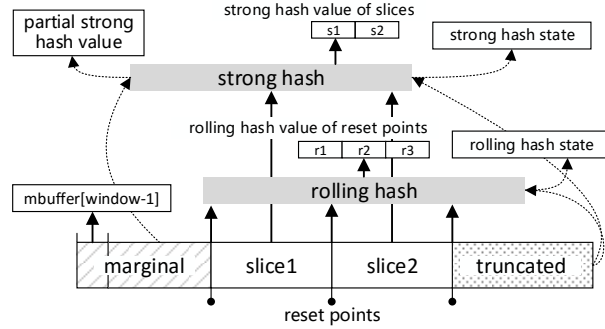 strong hash value of slices
partial strong
hash value
s1 s2
strong hash state
strong hash
rolling hash value of reset points
r1 r2 r3
rolling hash state
rolling hash
mbuffer[window-1]
marginal slice1 slice2 truncated
reset points